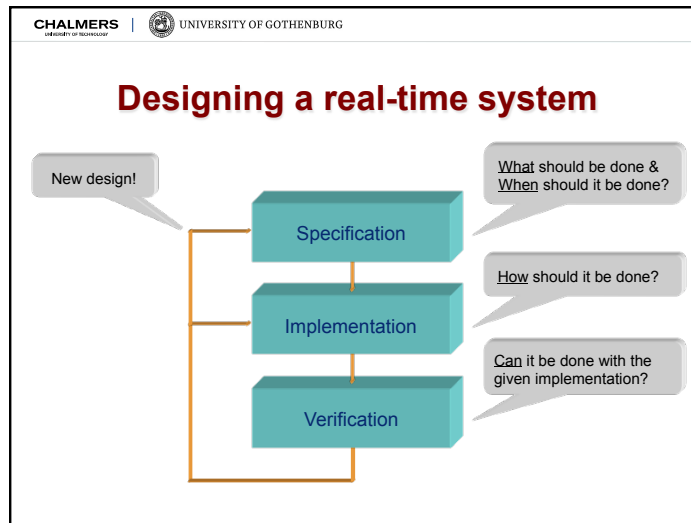 CHALMERS
UNIVERSITY OF TECHNOLOGY
UNIVERSITY OF GOTHENBURG
Designing a real-time system
New design!
What should be done &
When should it be done?
Specification
How should it be done?
Implementation
Can it be done with the
given implementation?
Verification